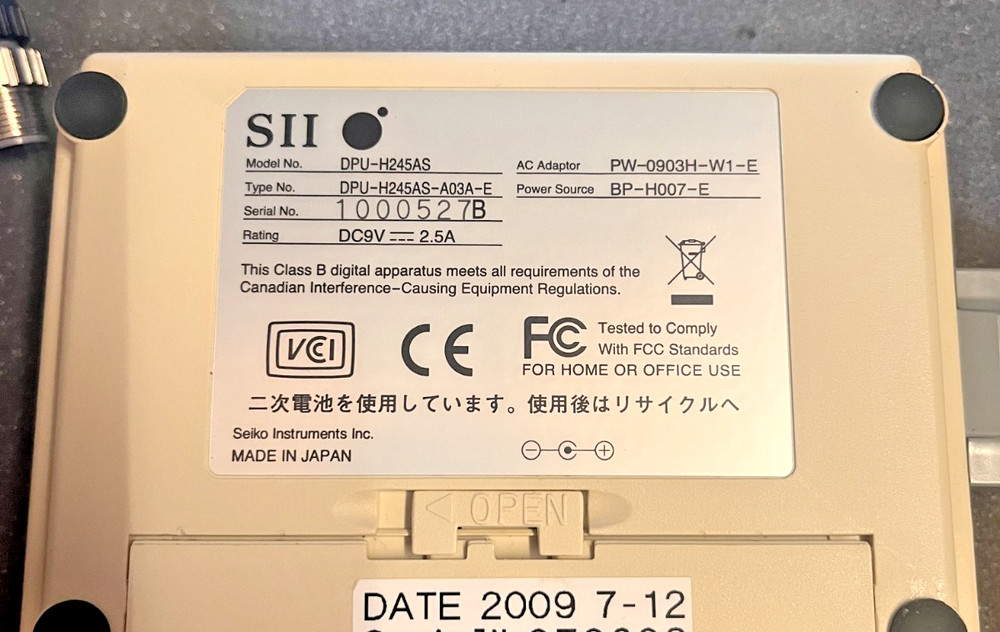 SII
Model No. DPU-H245AS
AC Adaptor PW-0903H-W1-E
Type No. DPU-H245AS-A03A-E
Power Source BP-H007-E
Serial No. 1000527B
Rating DC9V ⎓ 2.5A
This Class B digital apparatus meets all requirements of the
Canadian Interference-Causing Equipment Regulations.
VCI
CE
FC Tested to Comply
With FCC Standards
FOR HOME OR OFFICE USE
二次電池を使用しています。使用後はリサイクルへ
Seiko Instruments Inc.
MADE IN JAPAN
OPEN
DATE 2009 7-12